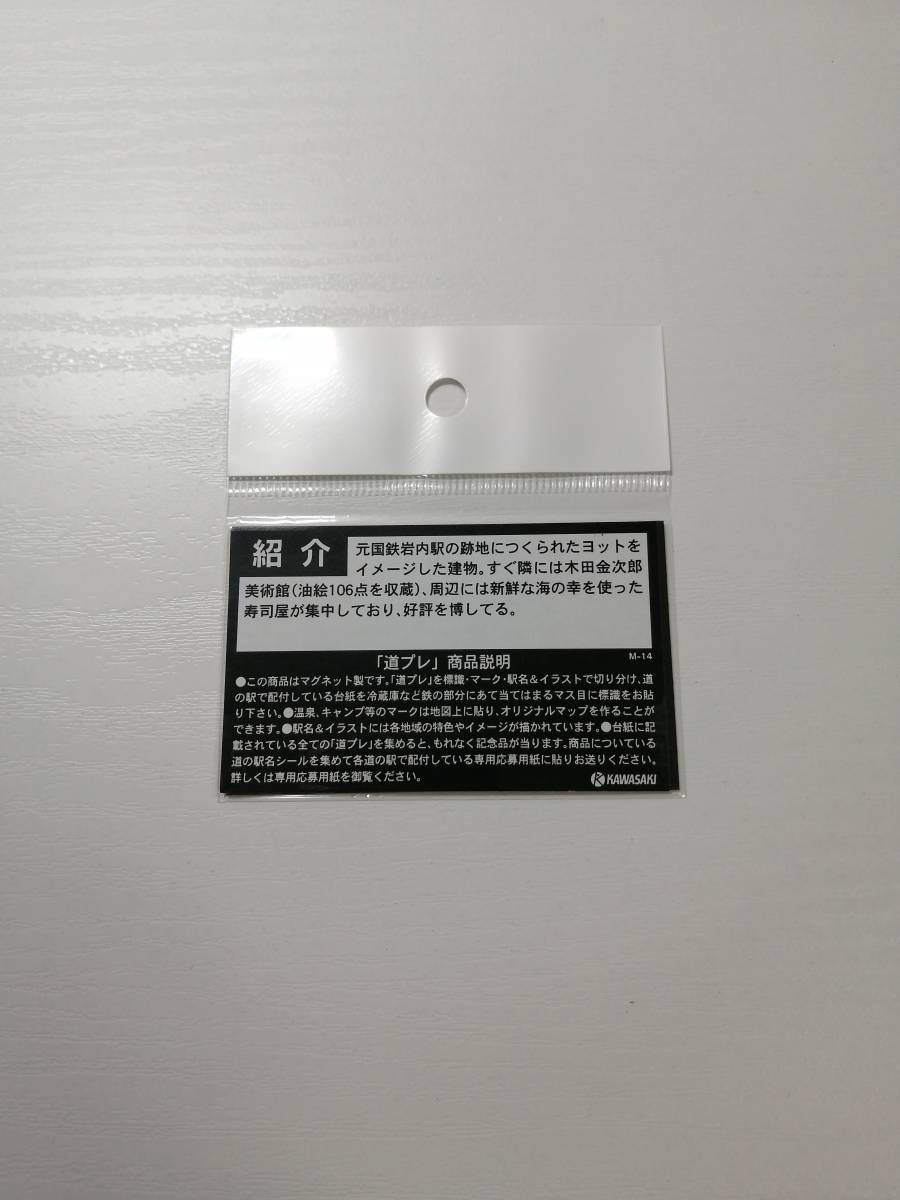 紹介
元国鉄岩内駅の跡地につくられたヨットを
イメージした建物。すぐ隣には木田金次郎
美術館(油絵106点を収蔵)、周辺には新鮮な海の幸を使った
寿司屋が集中しており、好評を博してる。
M-14
「道プレ」商品説明
●この商品はマグネット製です。「道プレ」を標識・マーク・駅名&イラストで切り分け、道
の駅で配付している台紙を冷蔵庫など鉄の部分にあて当てはまるマス目に標識をお貼
り下さい。●温泉、キャンプ等のマークは地図上に貼り、オリジナルマップを作ることが
できます。●駅名&イラストには各地域の特色やイメージが描かれています。●台紙に記
載されている全ての「道プレ」を集めると、もれなく記念品が当ります。商品についている
道の駅名シールを集めて各道の駅で配付している専用応募用紙に貼りお送りください。
詳しくは専用応募用紙を御覧ください。
KAWASAKI